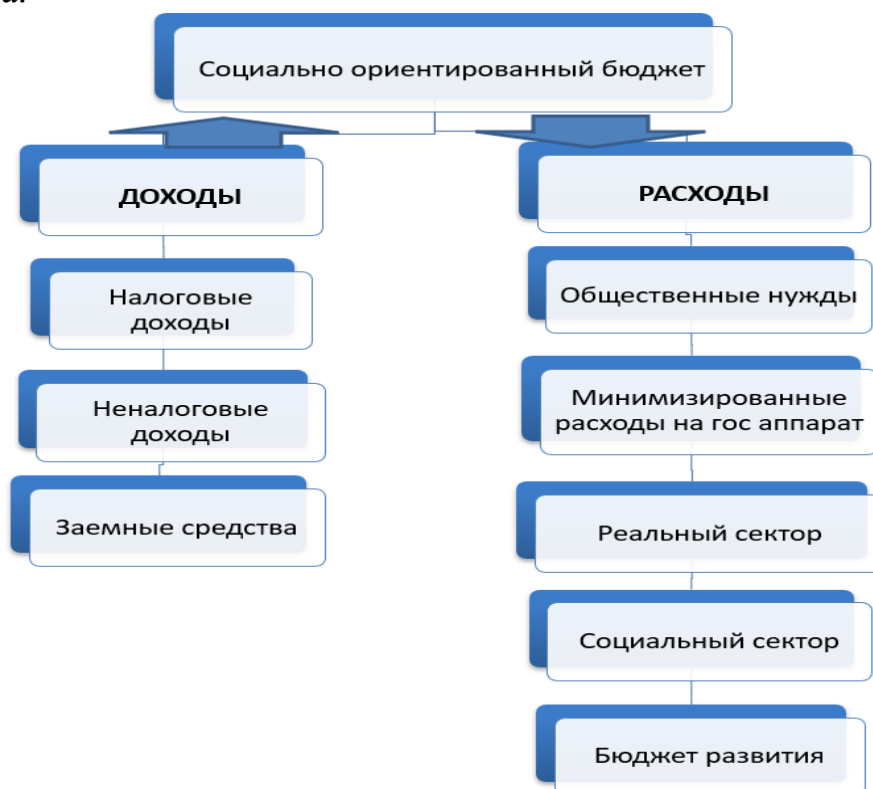 Социально ориентированный бюджет
ДОХОДЫ
Налоговые
доходы
Неналоговые
доходы
Заемные средства
РАСХОДЫ
Общественные нужды
Минимизированные
расходы на гос аппарат
Реальный сектор
Социальный сектор
Бюджет развития